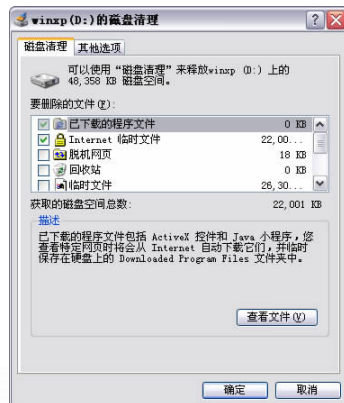 winxp (D:)的磁盘清理
磁盘清理 其他选项
可以使用“磁盘清理”来释放winxp (D:) 上的
48,358 KB 磁盘空间。
要删除的文件(F):
已下载的程序文件 0 KB
Internet 临时文件 22,00...
脱机网页 18 KB
回收站 0 KB
临时文件 26,30...
获取的磁盘空间总数: 22,001 KB
描述
已下载的程序文件包括 ActiveX 控件和 Java 小程序，您
查看特定网页时将会从 Internet 自动下载它们，并临时
保存在硬盘上的 Downloaded Program Files 文件夹中。
查看文件(V)
确定 取消